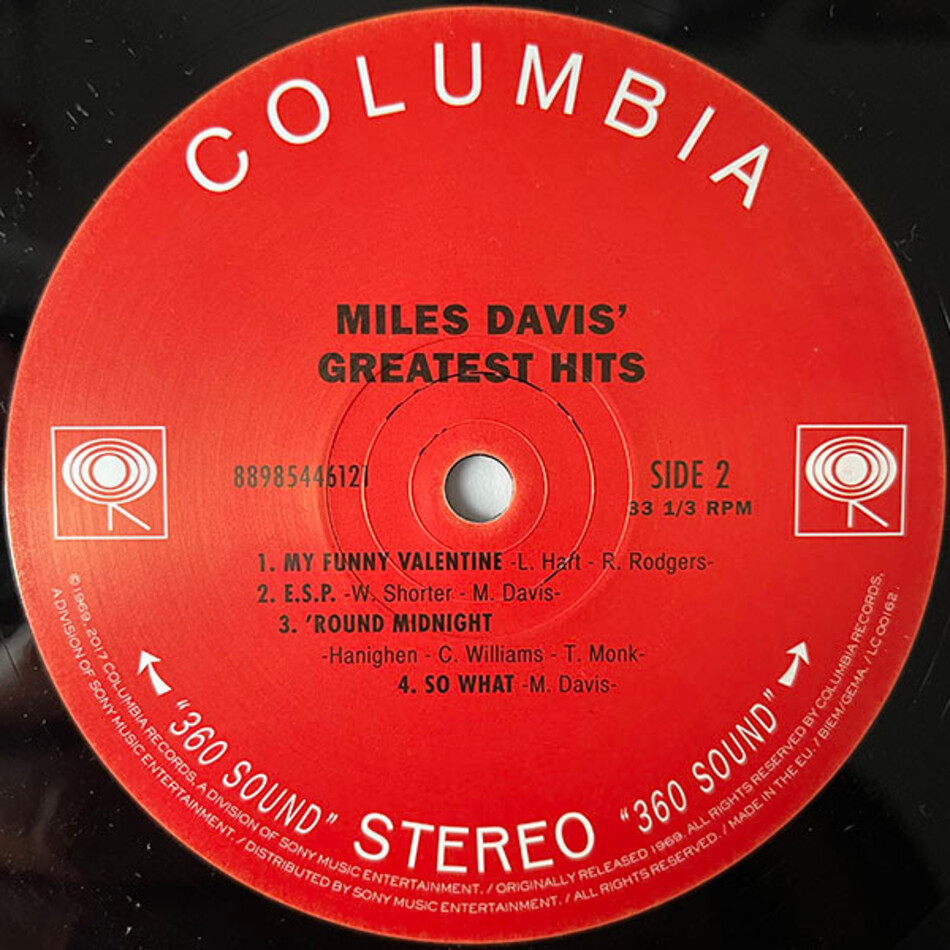 COLUMBIA
MILES DAVIS’
GREATEST HITS
88985446121
SIDE 2
33 1/3 RPM
1. MY FUNNY VALENTINE -L. Hart - R. Rodgers-
2. E.S.P. -W. Shorter - M. Davis-
3. ’ROUND MIDNIGHT
-Hanighen - C. Williams - T. Monk-
4. SO WHAT -M. Davis-
"360 SOUND" STEREO "360 SOUND"
©1969, 2017 COLUMBIA RECORDS, A DIVISION OF SONY MUSIC ENTERTAINMENT. / ORIGINALLY RELEASED 1969. ALL RIGHTS RESERVED BY COLUMBIA RECORDS,
A DIVISION OF SONY MUSIC ENTERTAINMENT. / DISTRIBUTED BY SONY MUSIC ENTERTAINMENT. / ALL RIGHTS RESERVED. / MADE IN THE EU. / BIEM/GEMA. / LC 00162.